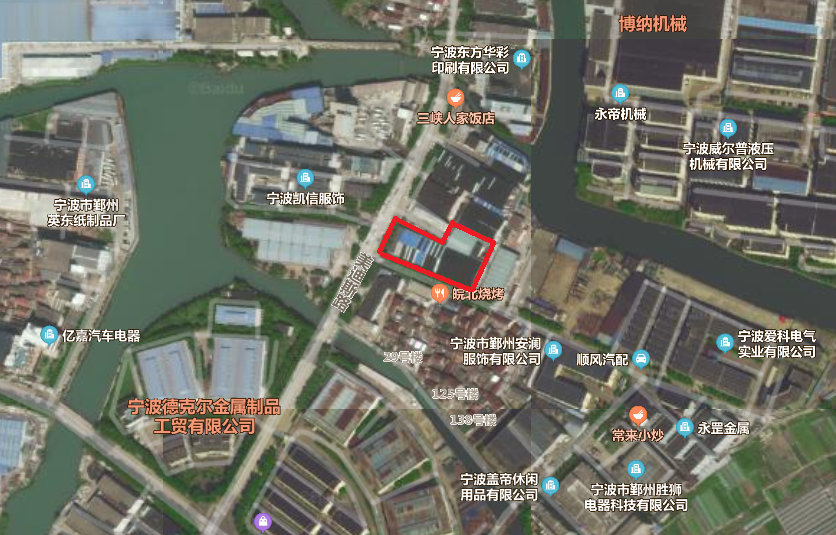 博纳机械
宁波东方华彩
印刷有限公司
永帝机械
三峡人家饭店
宁波威尔普液压
机械有限公司
©Baidu
宁波凯信服饰
宁波市鄞州
英东纸制品厂
皖北烧烤
亿嘉汽车电器
29号楼
宁波市鄞州安润
服饰有限公司
顺风汽配
宁波爱科电气
实业有限公司
125号楼
宁波德克尔金属制品
工贸有限公司
138号楼
常来小炒
永罡金属
宁波盖帝休闲
用品有限公司
宁波市鄞州胜狮
电器科技有限公司